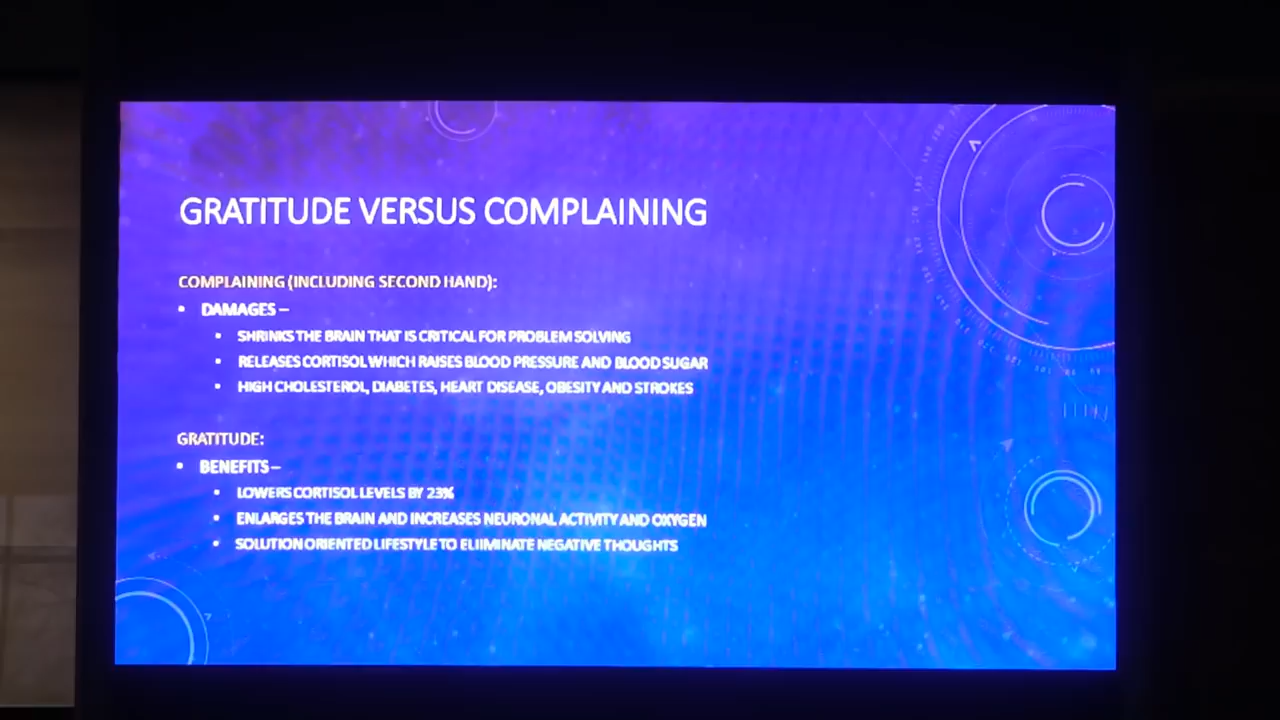 GRATITUDE VERSUS COMPLAINING
COMPLAINING (INCLUDING SECOND HAND):
• DAMAGES –
• SHRINKS THE BRAIN THAT IS CRITICAL FOR PROBLEM SOLVING
• RELEASES CORTISOL WHICH RAISES BLOOD PRESSURE AND BLOOD SUGAR
• HIGH CHOLESTEROL, DIABETES, HEART DISEASE, OBESITY AND STROKES
GRATITUDE:
• BENEFITS –
• LOWERS CORTISOL LEVELS BY 23%
• ENLARGES THE BRAIN AND INCREASES NEURONAL ACTIVITY AND OXYGEN
• SOLUTION ORIENTED LIFESTYLE TO ELIIMINATE NEGATIVE THOUGHTS